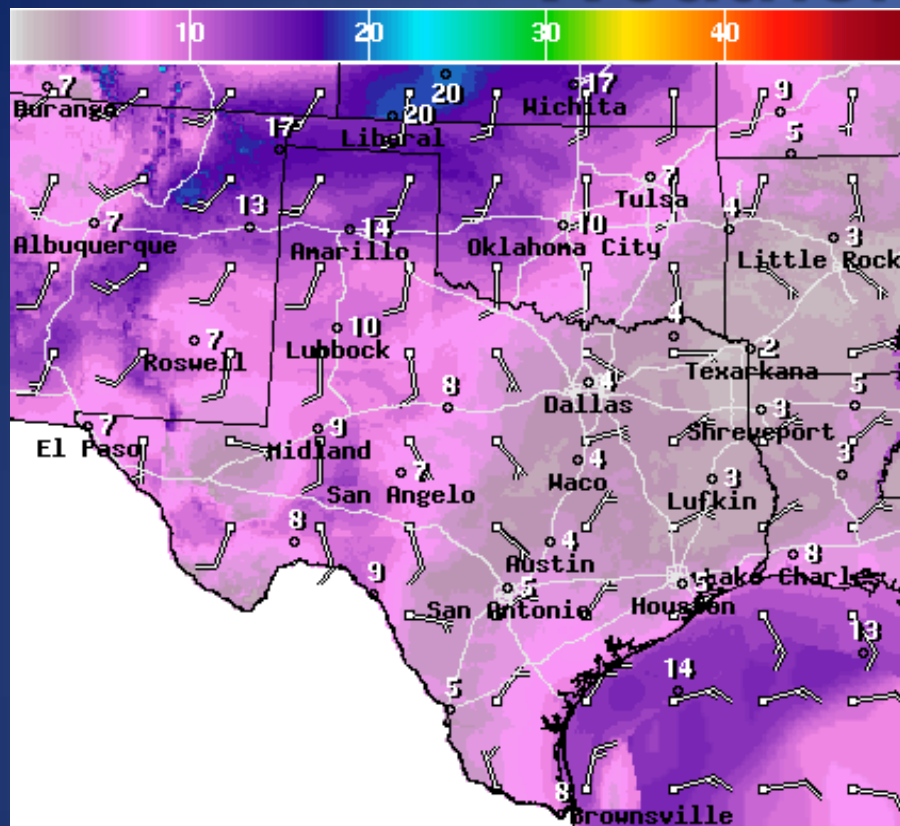 10 20 30 40
7
Durango
20
17
Wichita
9
20
Liberal
17
5
7
Tulsa
13
7
Albuquerque
14
Amarillo
10
Oklahoma City
4
3
Little Rock
7
Roswell
10
Lubbock
4
2
Texarkana
8
4
Dallas
5
3
Shreveport
7
El Paso
9
Midland
7
San Angelo
4
Waco
3
Lufkin
3
8
4
Austin
8
Lake Charles
9
5
San Antonio
5
Houston
13
14
5
8
Brownsville